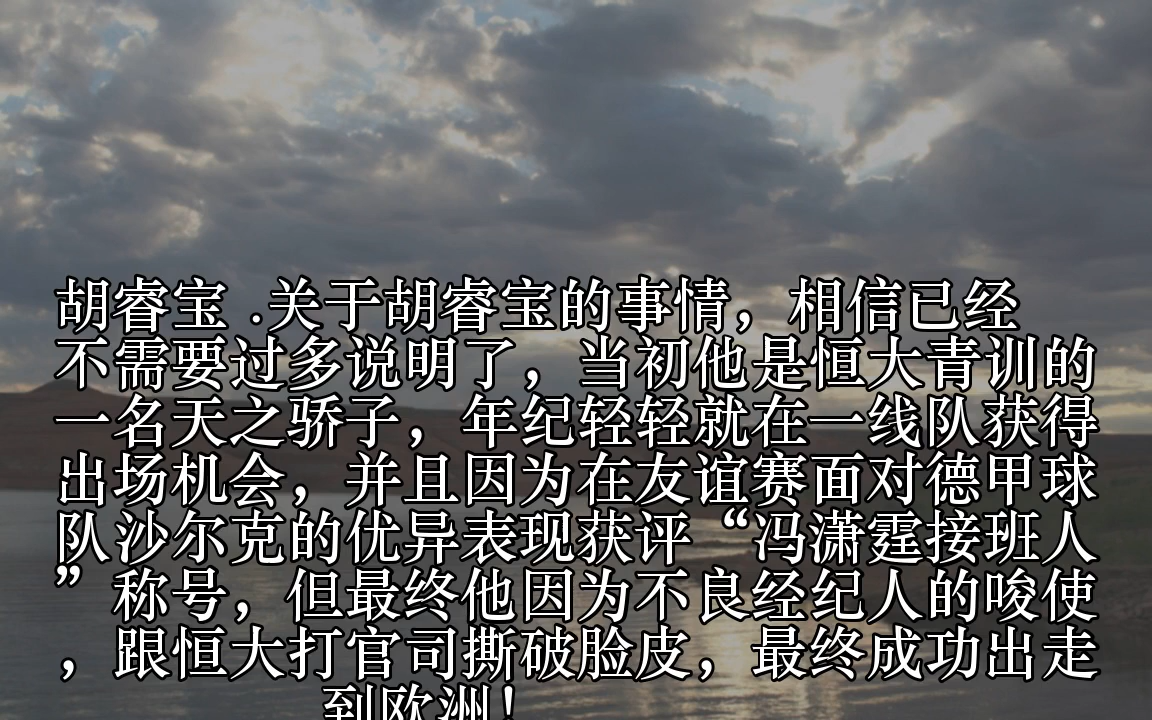 胡睿宝 .关于胡睿宝的事情，相信已经
不需要过多说明了，当初他是恒大青训的
一名天之骄子，年纪轻轻就在一线队获得
出场机会，并且因为在友谊赛面对德甲球
队沙尔克的优异表现获评“冯潇霆接班人
”称号，但最终他因为不良经纪人的唆使
，跟恒大打官司撕破脸皮，最终成功出走
到欧洲！